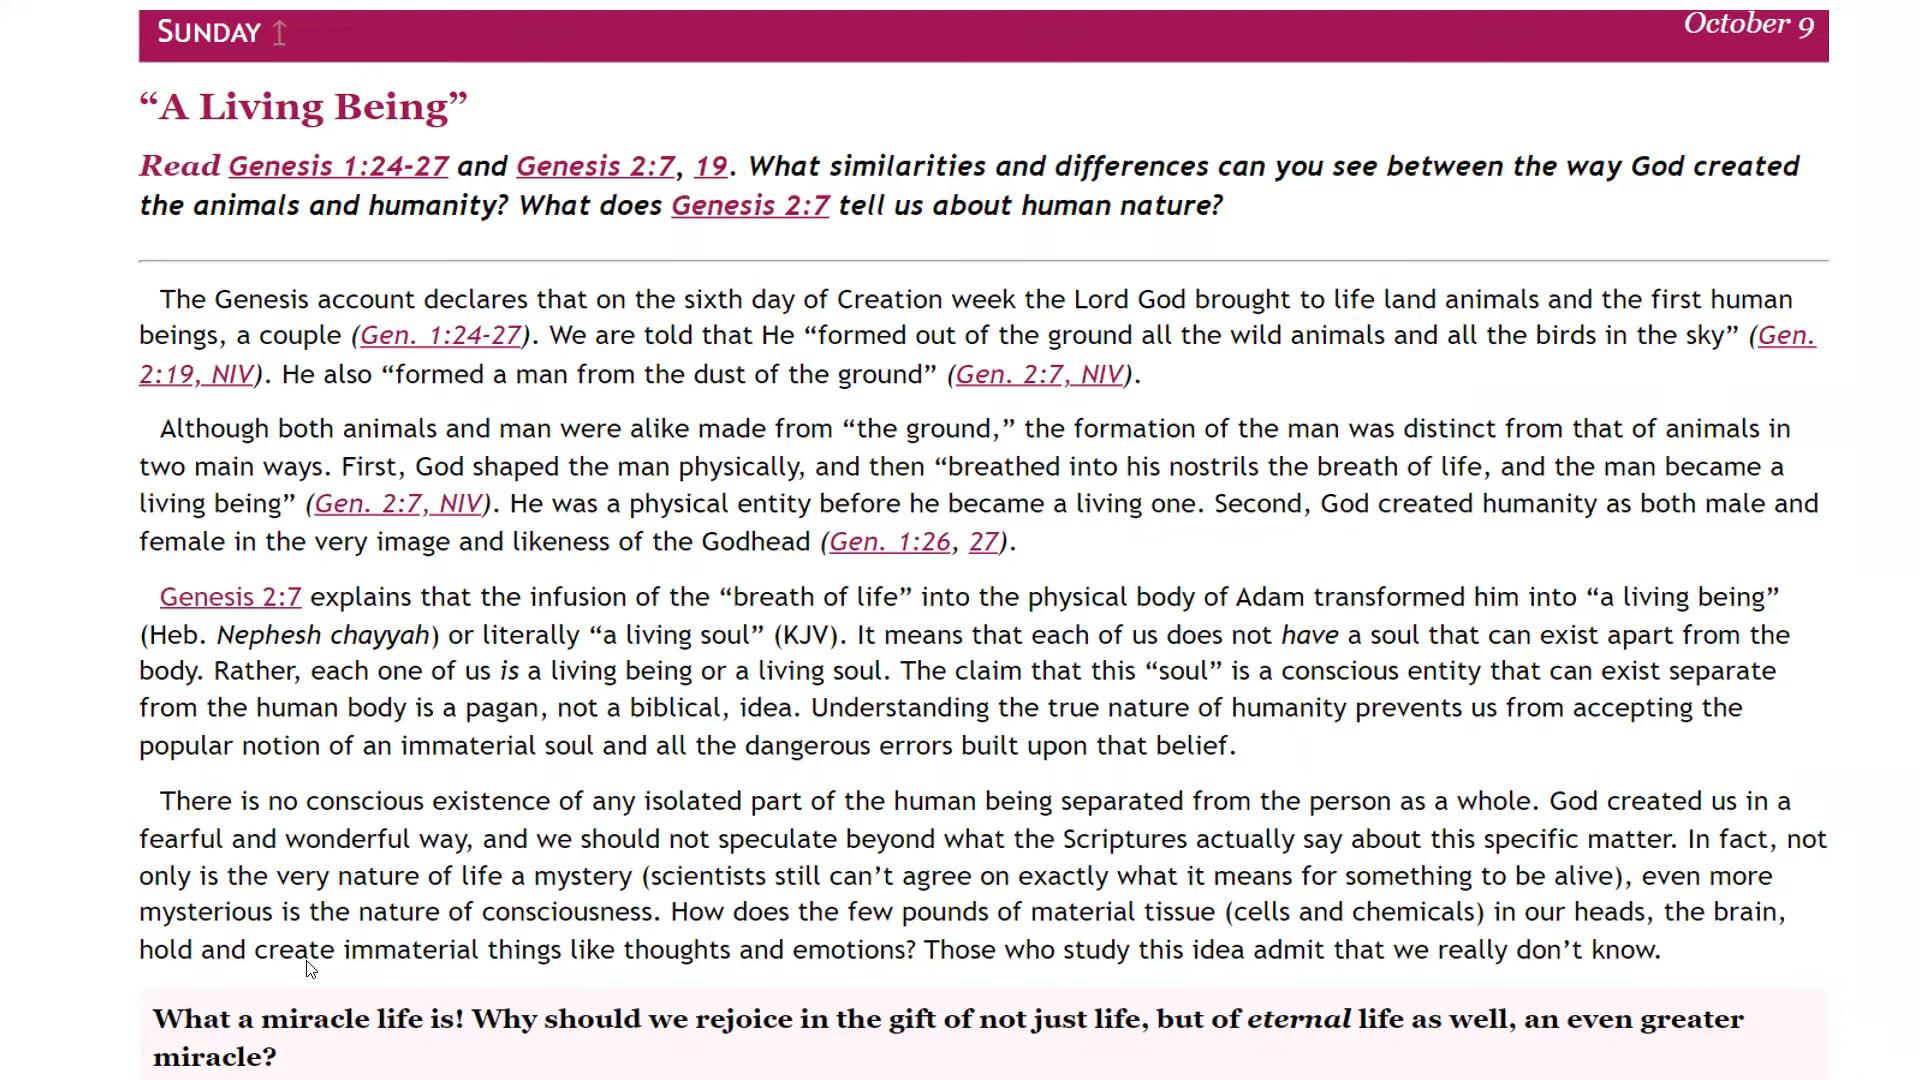 SUNDAY ↥
October 9
“A Living Being”
Read Genesis 1:24-27 and Genesis 2:7, 19. What similarities and differences can you see between the way God created
the animals and humanity? What does Genesis 2:7 tell us about human nature?
The Genesis account declares that on the sixth day of Creation week the Lord God brought to life land animals and the first human
beings, a couple (Gen. 1:24-27). We are told that He “formed out of the ground all the wild animals and all the birds in the sky” (Gen.
2:19, NIV). He also “formed a man from the dust of the ground” (Gen. 2:7, NIV).
Although both animals and man were alike made from “the ground,” the formation of the man was distinct from that of animals in
two main ways. First, God shaped the man physically, and then “breathed into his nostrils the breath of life, and the man became a
living being” (Gen. 2:7, NIV). He was a physical entity before he became a living one. Second, God created humanity as both male and
female in the very image and likeness of the Godhead (Gen. 1:26, 27).
Genesis 2:7 explains that the infusion of the “breath of life” into the physical body of Adam transformed him into “a living being”
(Heb. Nephesh chayyah) or literally “a living soul” (KJV). It means that each of us does not have a soul that can exist apart from the
body. Rather, each one of us is a living being or a living soul. The claim that this “soul” is a conscious entity that can exist separate
from the human body is a pagan, not a biblical, idea. Understanding the true nature of humanity prevents us from accepting the
popular notion of an immaterial soul and all the dangerous errors built upon that belief.
There is no conscious existence of any isolated part of the human being separated from the person as a whole. God created us in a
fearful and wonderful way, and we should not speculate beyond what the Scriptures actually say about this specific matter. In fact, not
only is the very nature of life a mystery (scientists still can’t agree on exactly what it means for something to be alive), even more
mysterious is the nature of consciousness. How does the few pounds of material tissue (cells and chemicals) in our heads, the brain,
hold and create immaterial things like thoughts and emotions? Those who study this idea admit that we really don’t know.
What a miracle life is! Why should we rejoice in the gift of not just life, but of eternal life as well, an even greater
miracle?